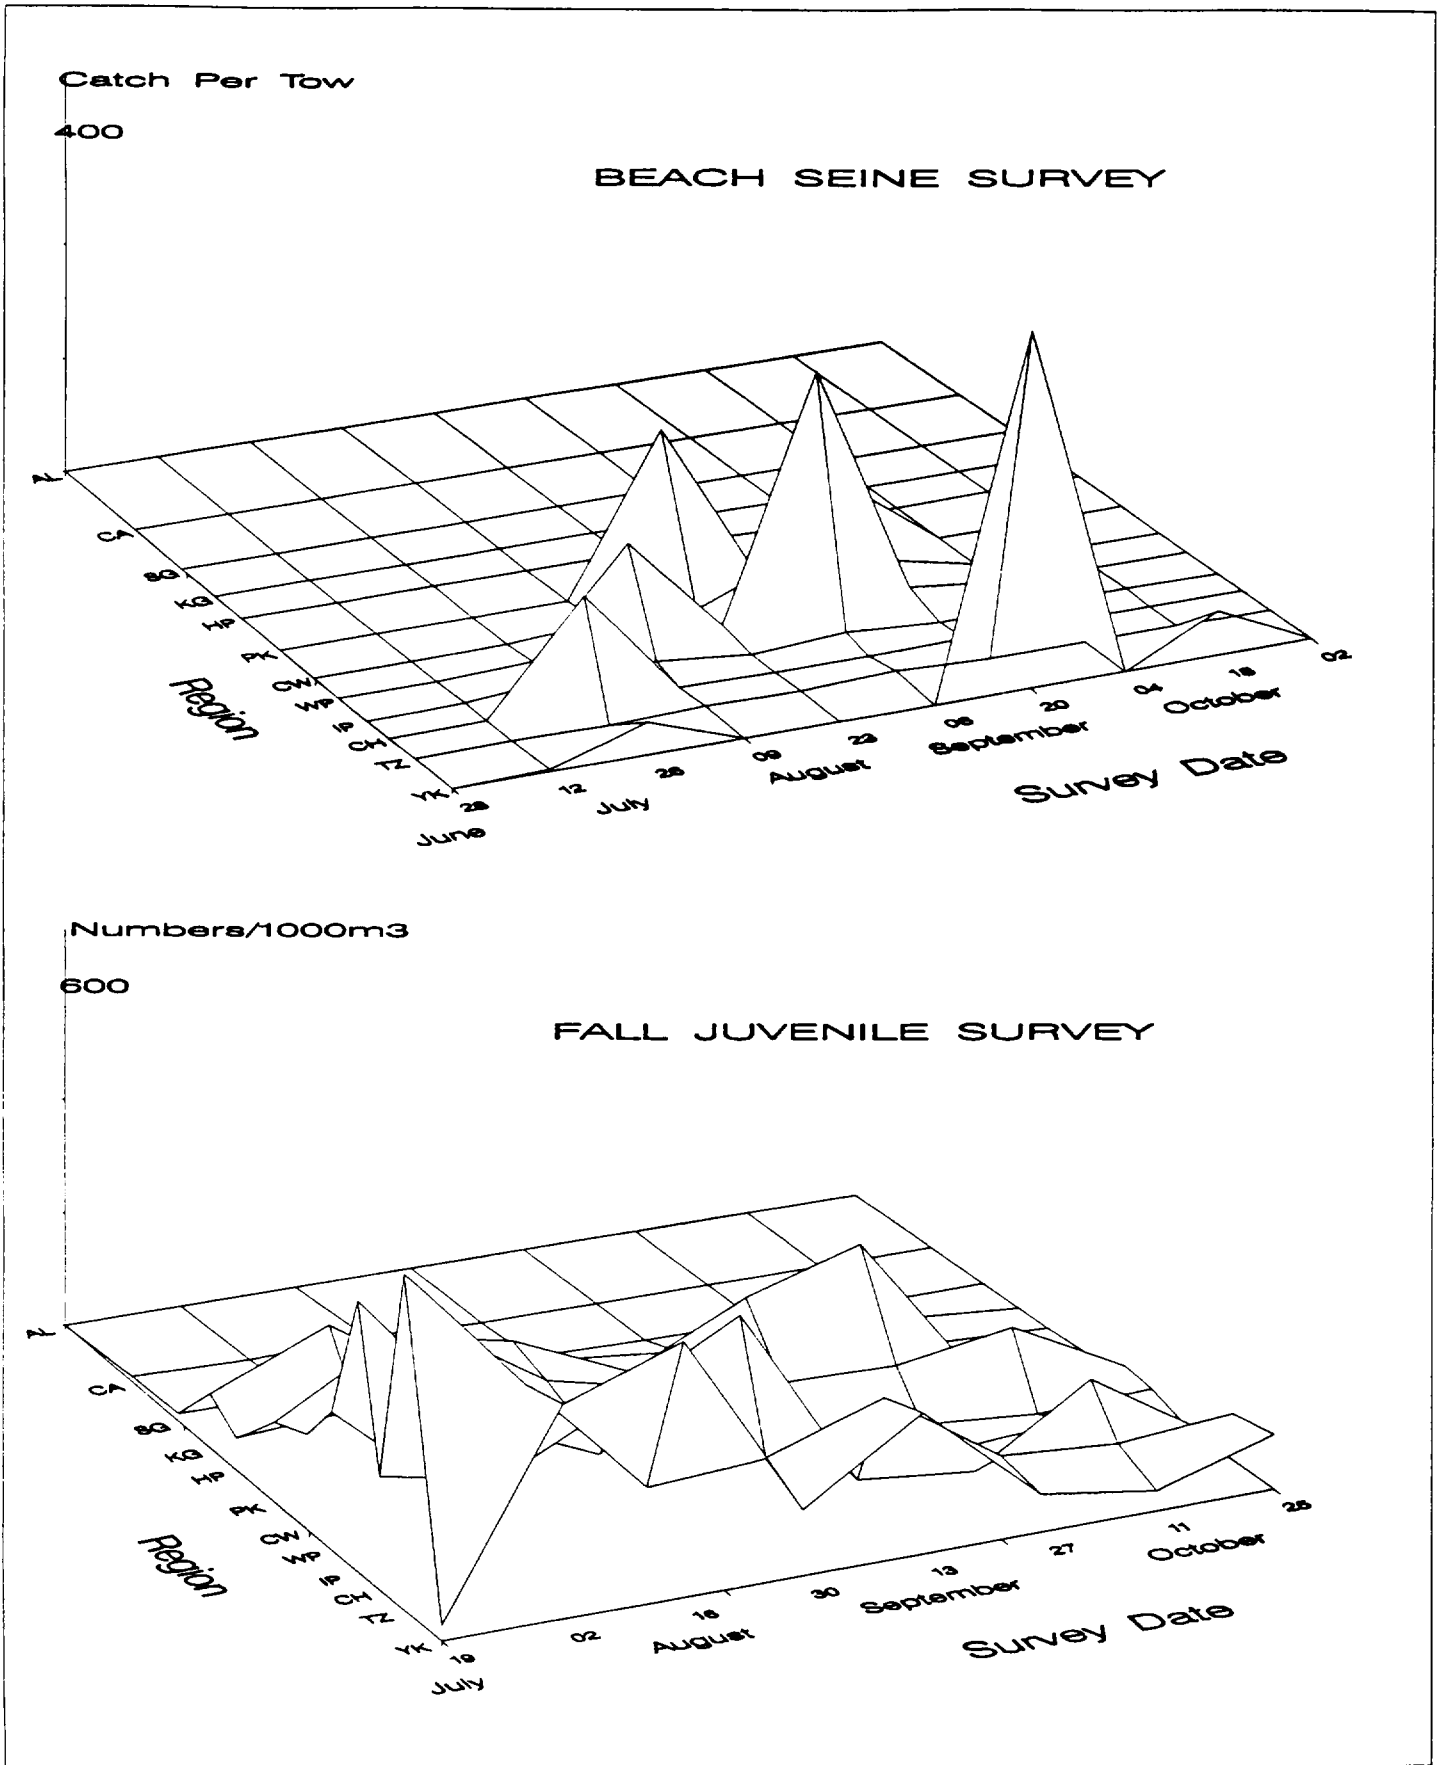 Catch Per Tow
400
BEACH SEINE SURVEY
AL
CA
SG
KG
HP
PK
CW
WP
IP
CH
TZ
YK
Region
28 12 26 09 23 06 20 04 18 02
June July August September October
Survey Date
Numbers/1000m3
600
FALL JUVENILE SURVEY
AL
CA
SG
KG
HP
PK
CW
WP
IP
CH
TZ
YK
Region
19 02 16 30 13 27 11 25
July August September October
Survey Date